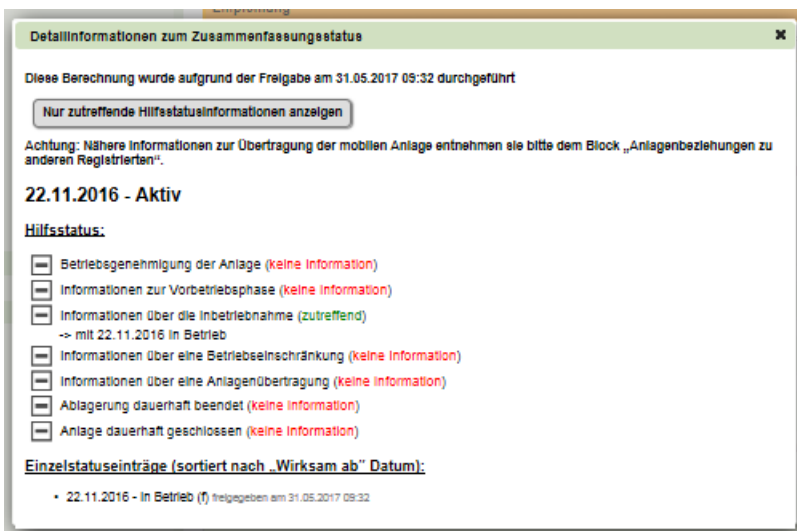 Empfehlung
Detailinformationen zum Zusammenfassungsstatus
Diese Berechnung wurde aufgrund der Freigabe am 31.05.2017 09:32 durchgeführt
Nur zutreffende Hilfsstatusinformationen anzeigen
Achtung: Nähere Informationen zur Übertragung der mobilen Anlage entnehmen sie bitte dem Block „Anlagenbeziehungen zu
anderen Registrierten“.
22.11.2016 - Aktiv
Hilfsstatus:
Betriebsgenehmigung der Anlage (keine Information)
Informationen zur Vorbetriebsphase (keine Information)
Informationen über die Inbetriebnahme (zutreffend)
-> mit 22.11.2016 in Betrieb
Informationen über eine Betriebseinschränkung (keine Information)
Informationen über eine Anlagenübertragung (keine Information)
Ablagerung dauerhaft beendet (keine Information)
Anlage dauerhaft geschlossen (keine Information)
Einzelstatuseinträge (sortiert nach „Wirksam ab" Datum):
• 22.11.2016 - In Betrieb (f) freigegeben am 31.05.2017 09:32